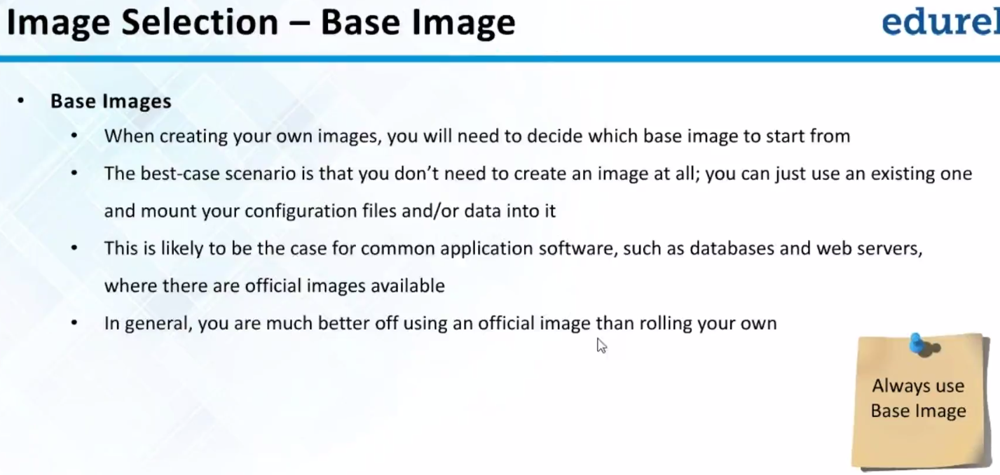 Image Selection – Base Image
edurek
• Base Images
• When creating your own images, you will need to decide which base image to start from
• The best-case scenario is that you don’t need to create an image at all; you can just use an existing one
and mount your configuration files and/or data into it
• This is likely to be the case for common application software, such as databases and web servers,
where there are official images available
• In general, you are much better off using an official image than rolling your own
Always use
Base Image